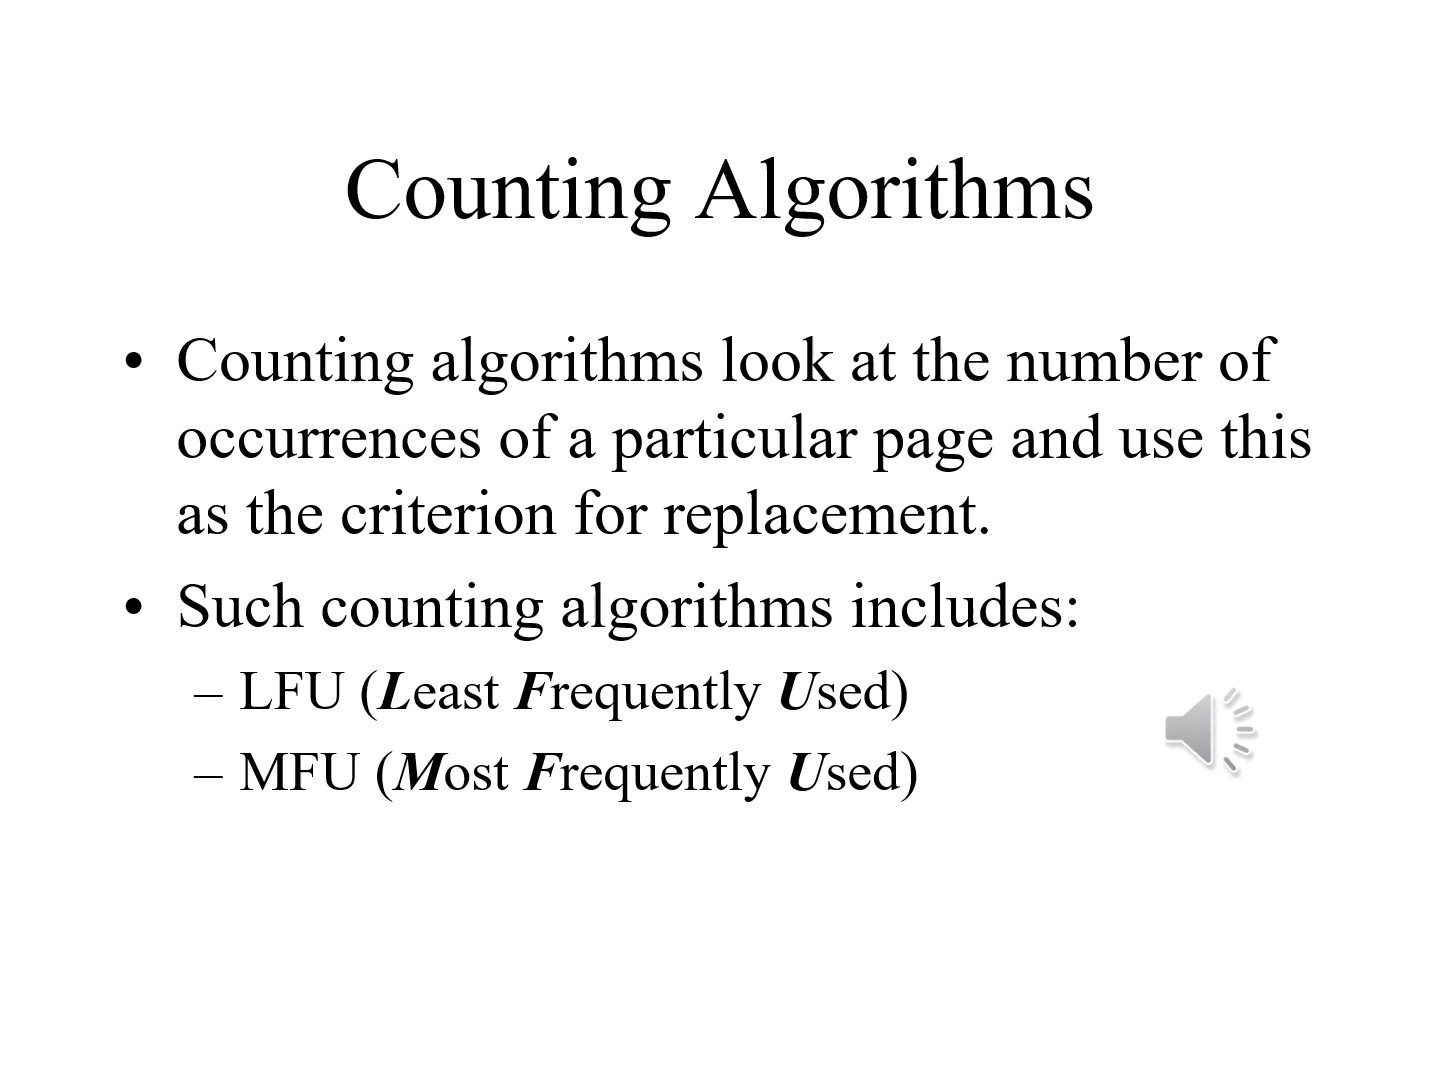 Counting Algorithms
• Counting algorithms look at the number of
occurrences of a particular page and use this
as the criterion for replacement.
• Such counting algorithms includes:
– LFU (Least Frequently Used)
– MFU (Most Frequently Used)